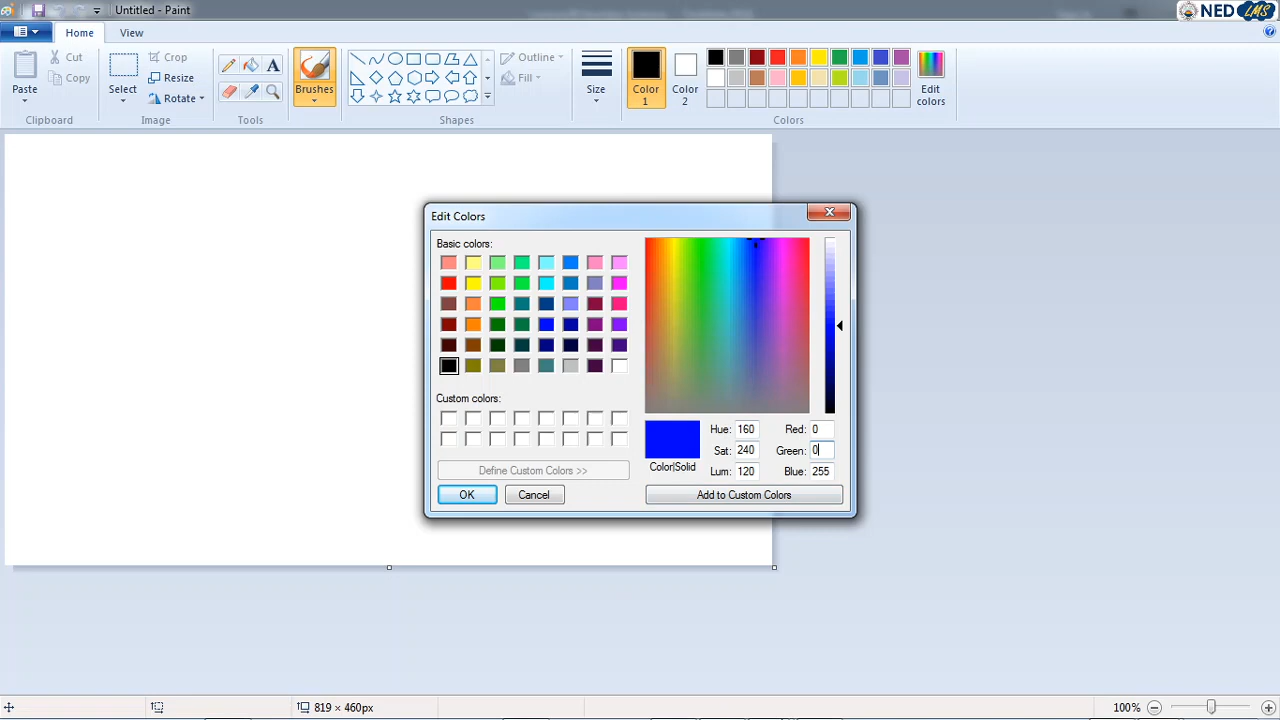 Untitled - Paint
NED LMS
Home
View
Paste
Cut
Copy
Clipboard
Select
Crop
Resize
Rotate
Image
Tools
Brushes
Outline
Fill
Shapes
Size
Color 1
Color 2
Edit colors
Colors
Edit Colors
Basic colors:
Custom colors:
Define Custom Colors >>
OK
Cancel
Color|Solid
Hue: 160
Sat: 240
Lum: 120
Red: 0
Green: 0
Blue: 255
Add to Custom Colors
819 × 460px
100%